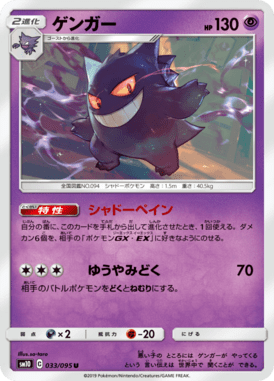 2進化
ゲンガー
HP 130
ゴーストから進化
全国図鑑NO.094 シャドーポケモン 高さ:1.5m 重さ:40.5kg
特性 シャドーペイン
自分の番に、このカードを手札から出して進化させたとき、1回使える。ダメ
カン6個を、相手の「ポケモンGX・EX」に好きなようにのせる。
ゆうやみどく 70
相手のバトルポケモンをどくとねむりにする。
弱点 ×2 抵抗力 -20 にげる
sm10 C 033/095 U
©2019 Pokémon/Nintendo/Creatures/GAME FREAK.